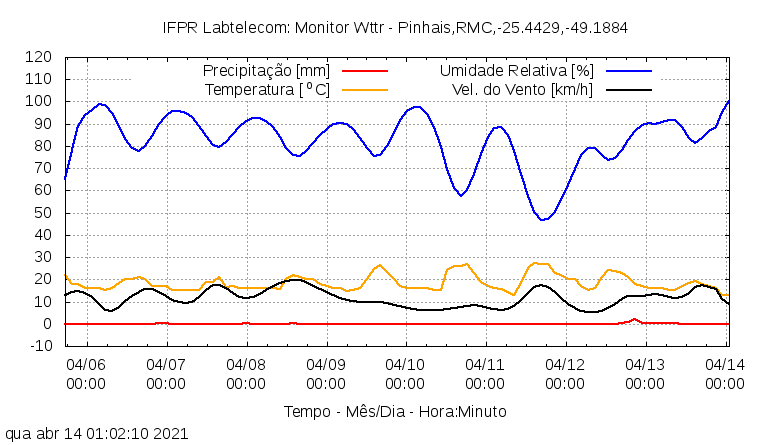 IFPR Labtelecom: Monitor Wttr - Pinhais,RMC,-25.4429,-49.1884
120
110
100
90
80
70
60
50
40
30
20
10
0
-10
Precipitação [mm]
Temperatura [ ⁰C]
Umidade Relativa [%]
Vel. do Vento [km/h]
04/06 04/07 04/08 04/09 04/10 04/11 04/12 04/13 04/14
00:00 00:00 00:00 00:00 00:00 00:00 00:00 00:00 00:00
Tempo - Mês/Dia - Hora:Minuto
qua abr 14 01:02:10 2021